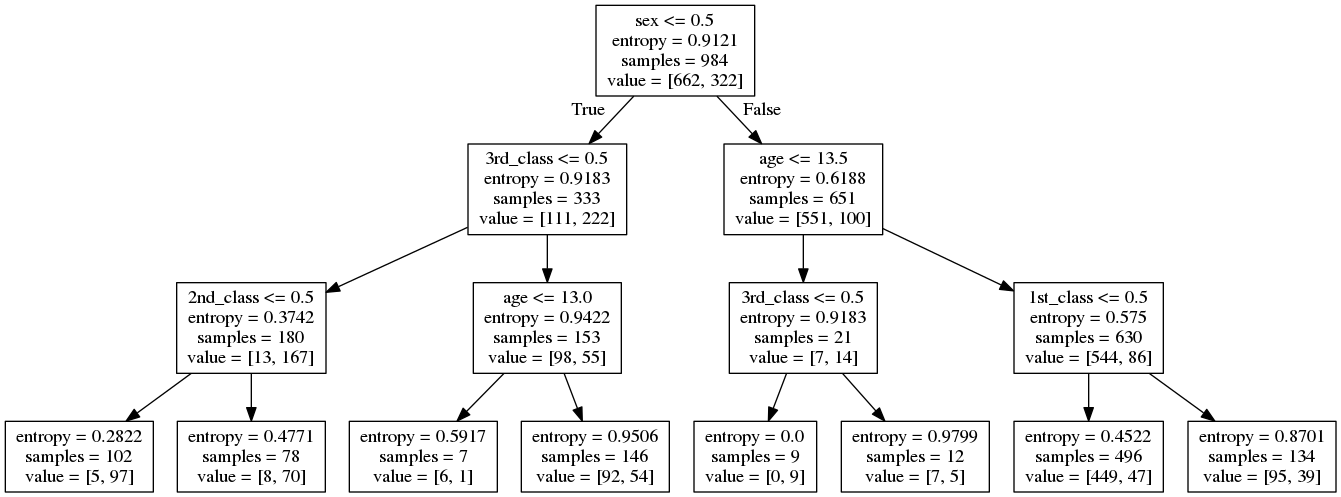 sex <= 0.5
entropy = 0.9121
samples = 984
value = [662, 322]
True
False
3rd_class <= 0.5
entropy = 0.9183
samples = 333
value = [111, 222]
age <= 13.5
entropy = 0.6188
samples = 651
value = [551, 100]
2nd_class <= 0.5
entropy = 0.3742
samples = 180
value = [13, 167]
age <= 13.0
entropy = 0.9422
samples = 153
value = [98, 55]
3rd_class <= 0.5
entropy = 0.9183
samples = 21
value = [7, 14]
1st_class <= 0.5
entropy = 0.575
samples = 630
value = [544, 86]
entropy = 0.2822
samples = 102
value = [5, 97]
entropy = 0.4771
samples = 78
value = [8, 70]
entropy = 0.5917
samples = 7
value = [6, 1]
entropy = 0.9506
samples = 146
value = [92, 54]
entropy = 0.0
samples = 9
value = [0, 9]
entropy = 0.9799
samples = 12
value = [7, 5]
entropy = 0.4522
samples = 496
value = [449, 47]
entropy = 0.8701
samples = 134
value = [95, 39]